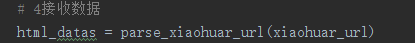 # 4接收数据
html_datas = parse_xiaohuar_url(xiaohuar_url)